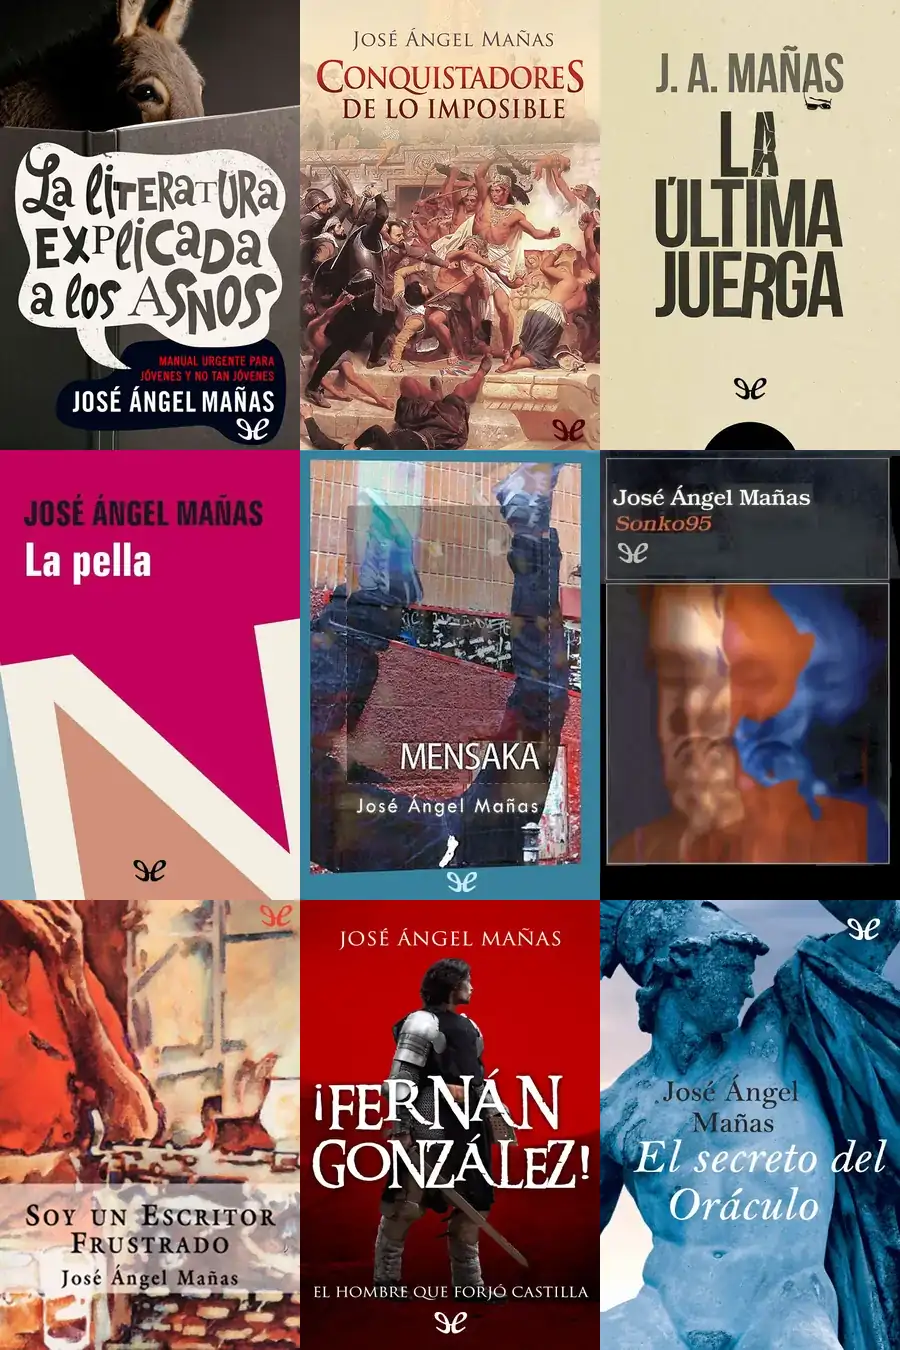 La literatura
explicada
a los asnos
MANUAL URGENTE PARA
JÓVENES Y NO TAN JÓVENES
JOSÉ ÁNGEL MAÑAS
JOSÉ ÁNGEL MAÑAS
CONQUISTADORES
DE LO IMPOSIBLE
J. A. MAÑAS
LA
ÚLTIMA
JUERGA
JOSÉ ÁNGEL MAÑAS
La pella
MENSAKA
José Ángel Mañas
José Ángel Mañas
Sonko95
SOY UN ESCRITOR
FRUSTRADO
José Ángel Mañas
JOSÉ ÁNGEL MAÑAS
¡FERNÁN
GONZÁLEZ!
EL HOMBRE QUE FORJÓ CASTILLA
José Ángel
Mañas
El secreto del
Oráculo